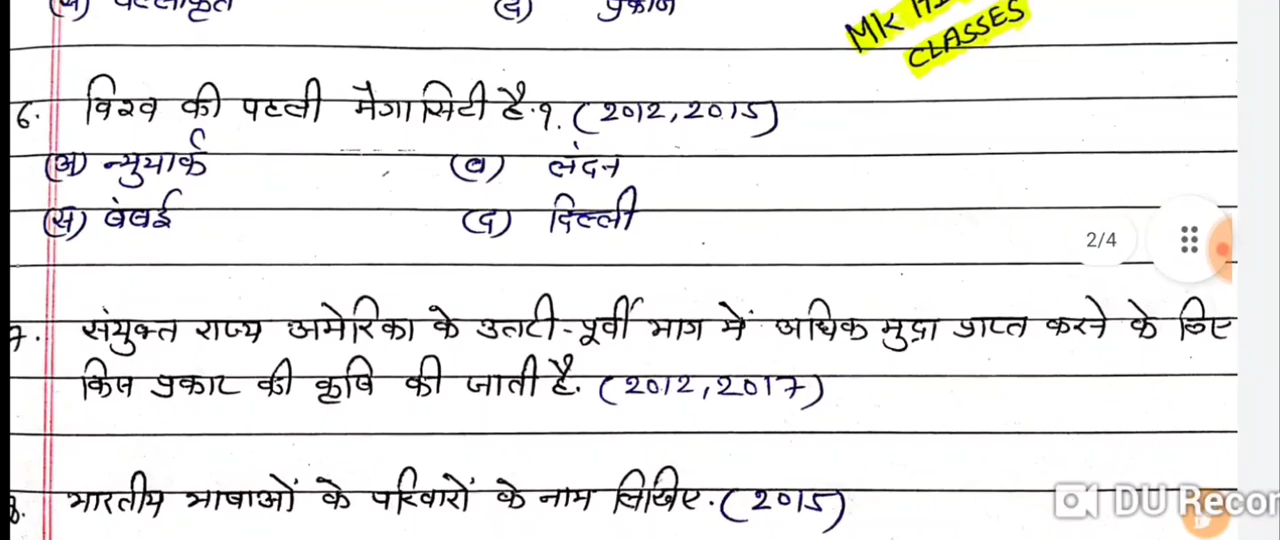 MK
CLASSES
6. विश्व की पहली मेगासिटी है.१. (2012,2015)
(अ) न्युयार्क (ब) लंदन
(स) बंबई (द) दिल्ली
2/4
7. संयुक्त राज्य अमेरिका के उत्तरी-पूर्वी भाग में अधिक मुद्रा प्राप्त करने के लिए
किस प्रकार की कृषि की जाती है. (2012,2017)
8. भारतीय भाषाओं के परिवारों के नाम लिखिए. (2015)
DU Recor